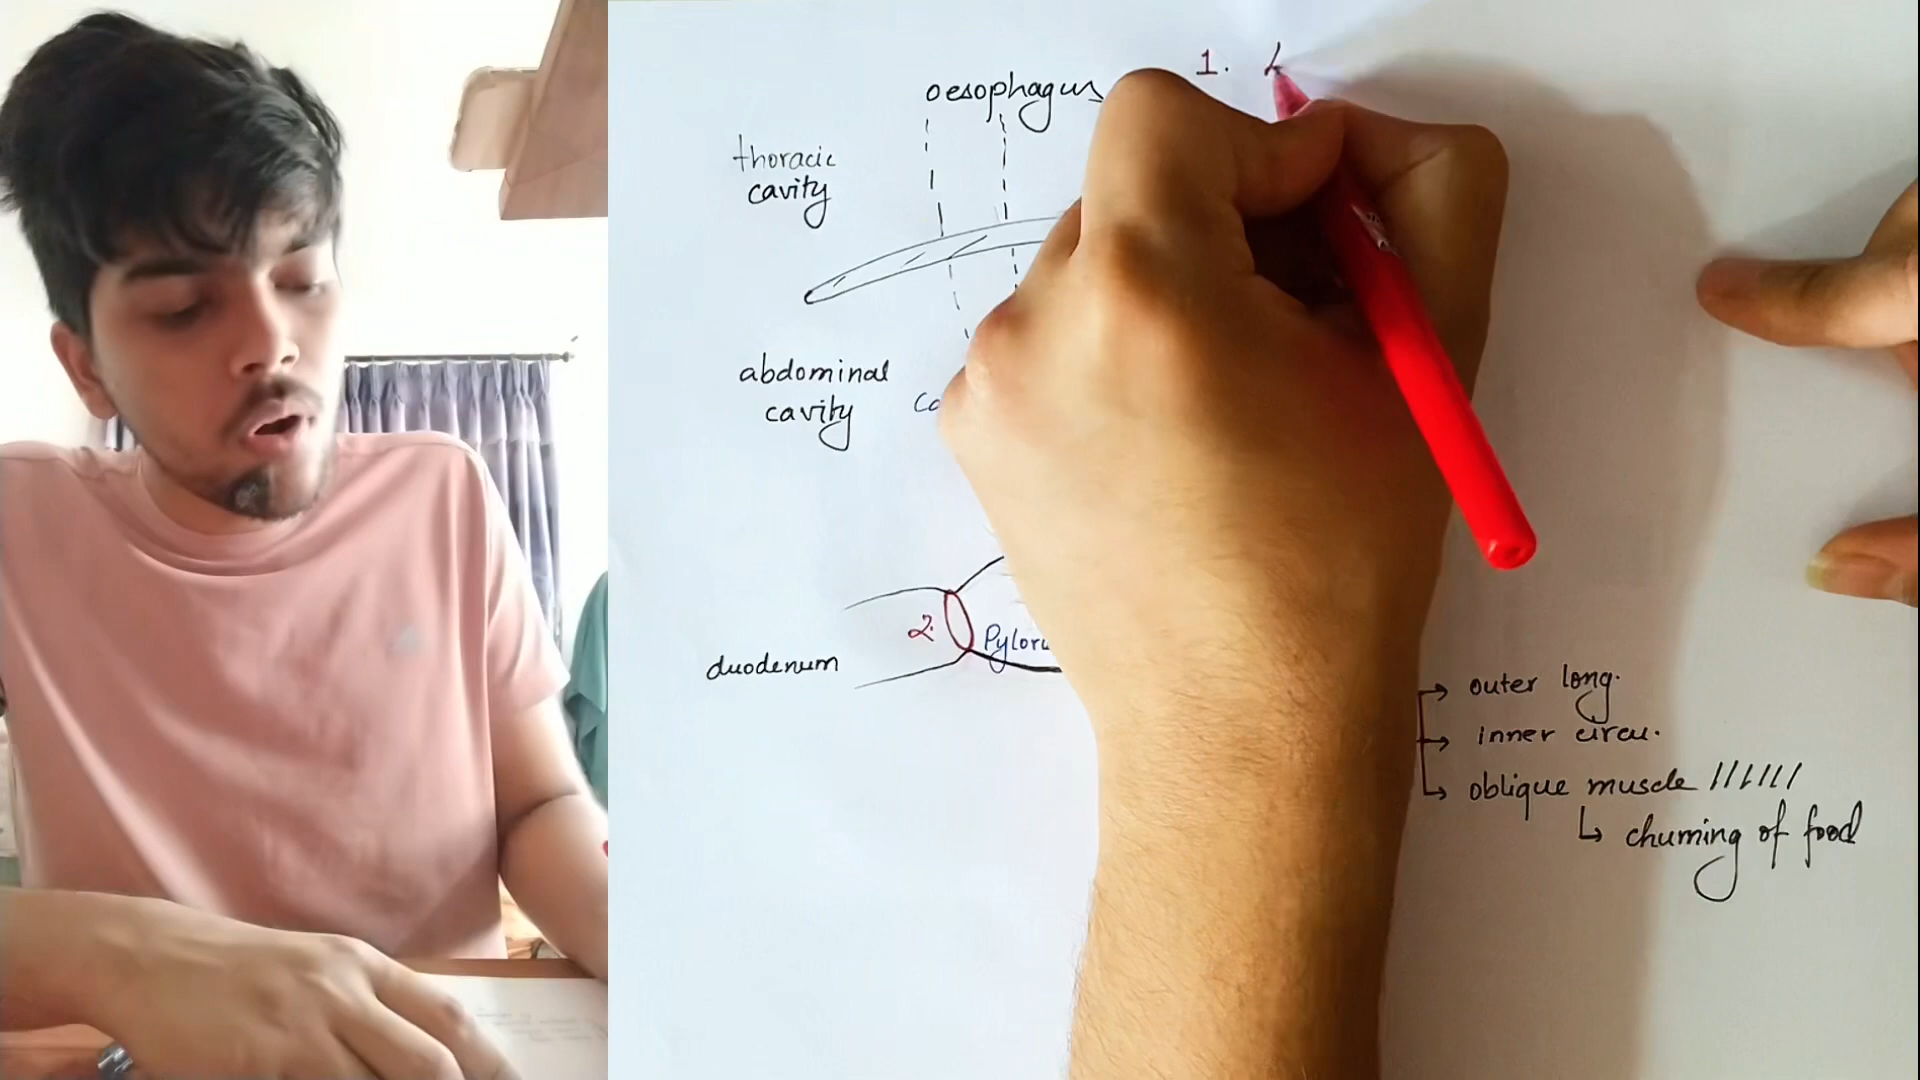 1.
oesophagus
thoracic
cavity
abdominal
cavity
2.
duodenum
outer long.
inner circu.
oblique muscle
churning of food